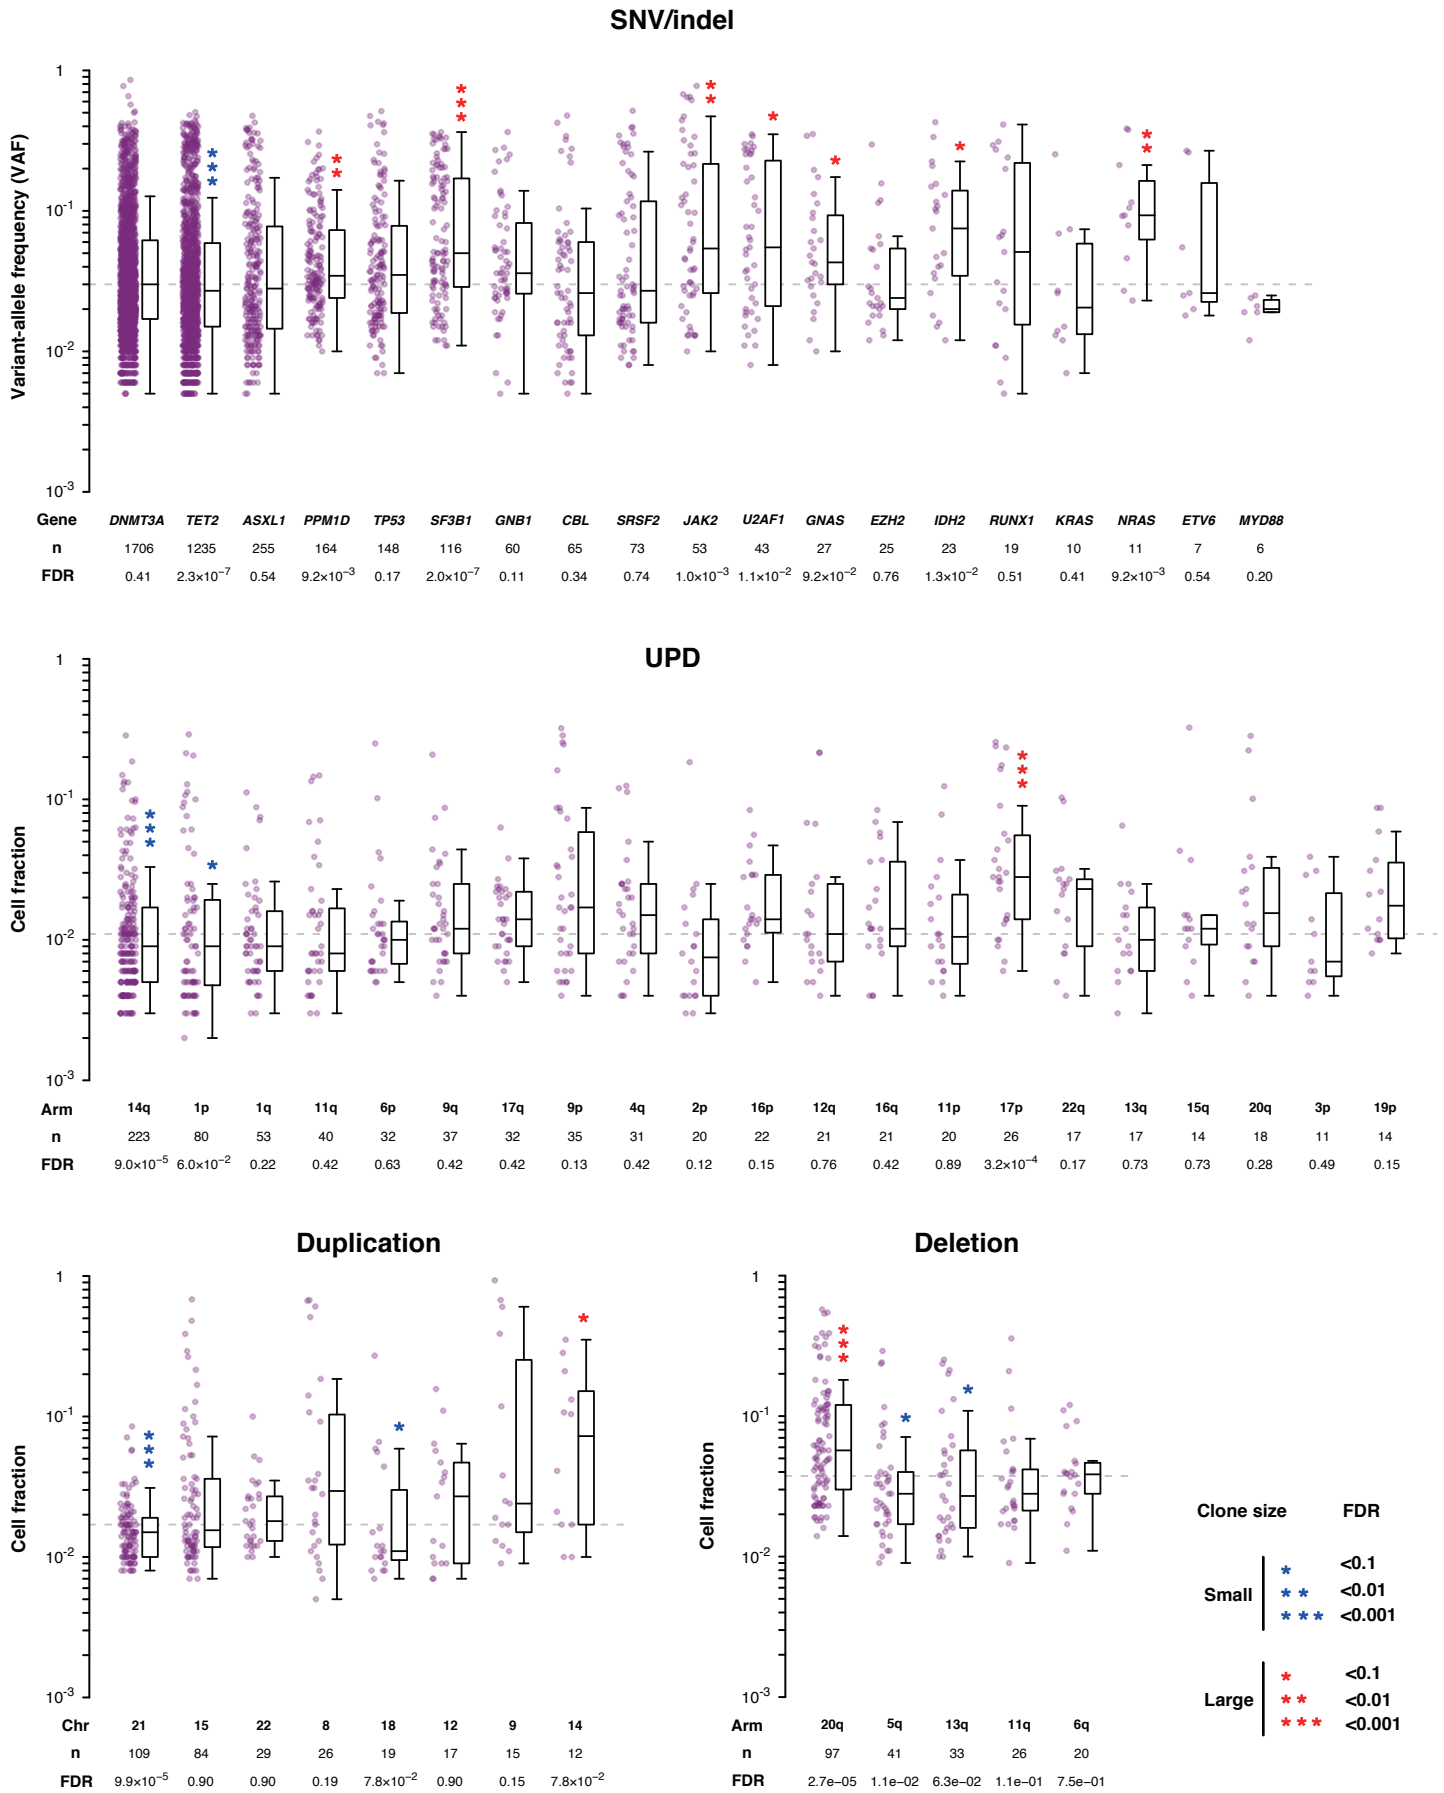 SNV/indel
Variant-allele frequency (VAF)
1
10-1
10-2
10-3
Gene DNMT3A TET2 ASXL1 PPM1D TP53 SF3B1 GNB1 CBL SRSF2 JAK2 U2AF1 GNAS EZH2 IDH2 RUNX1 KRAS NRAS ETV6 MYD88
n 1706 1235 255 164 148 116 60 65 73 53 43 27 25 23 19 10 11 7 6
FDR 0.41 2.3×10−7 0.54 9.2×10−3 0.17 2.0×10−7 0.11 0.34 0.74 1.0×10−3 1.1×10−2 9.2×10−2 0.76 1.3×10−2 0.51 0.41 9.2×10−3 0.54 0.20
UPD
Cell fraction
1
10-1
10-2
10-3
Arm 14q 1p 1q 11q 6p 9q 17q 9p 4q 2p 16p 12q 16q 11p 17p 22q 13q 15q 20q 3p 19p
n 223 80 53 40 32 37 32 35 31 20 22 21 21 20 26 17 17 14 18 11 14
FDR 9.0×10−5 6.0×10−2 0.22 0.42 0.63 0.42 0.42 0.13 0.42 0.12 0.15 0.76 0.42 0.89 3.2×10−4 0.17 0.73 0.73 0.28 0.49 0.15
Duplication
Cell fraction
1
10-1
10-2
10-3
Chr 21 15 22 8 18 12 9 14
n 109 84 29 26 19 17 15 12
FDR 9.9×10−5 0.90 0.90 0.19 7.8×10−2 0.90 0.15 7.8×10−2
Deletion
Cell fraction
1
10-1
10-2
10-3
Arm 20q 5q 13q 11q 6q
n 97 41 33 26 20
FDR 2.7e−05 1.1e−02 6.3e−02 1.1e−01 7.5e−01
Clone size FDR
Small
* <0.1
** <0.01
*** <0.001
Large
* <0.1
** <0.01
*** <0.001